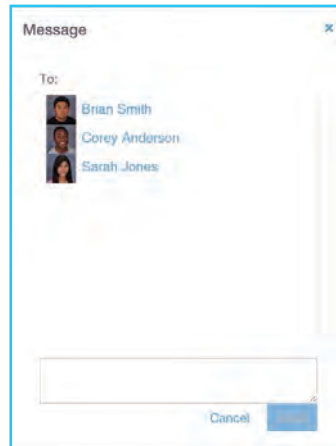 Message ×
To:
Brian Smith
Corey Anderson
Sarah Jones
Cancel